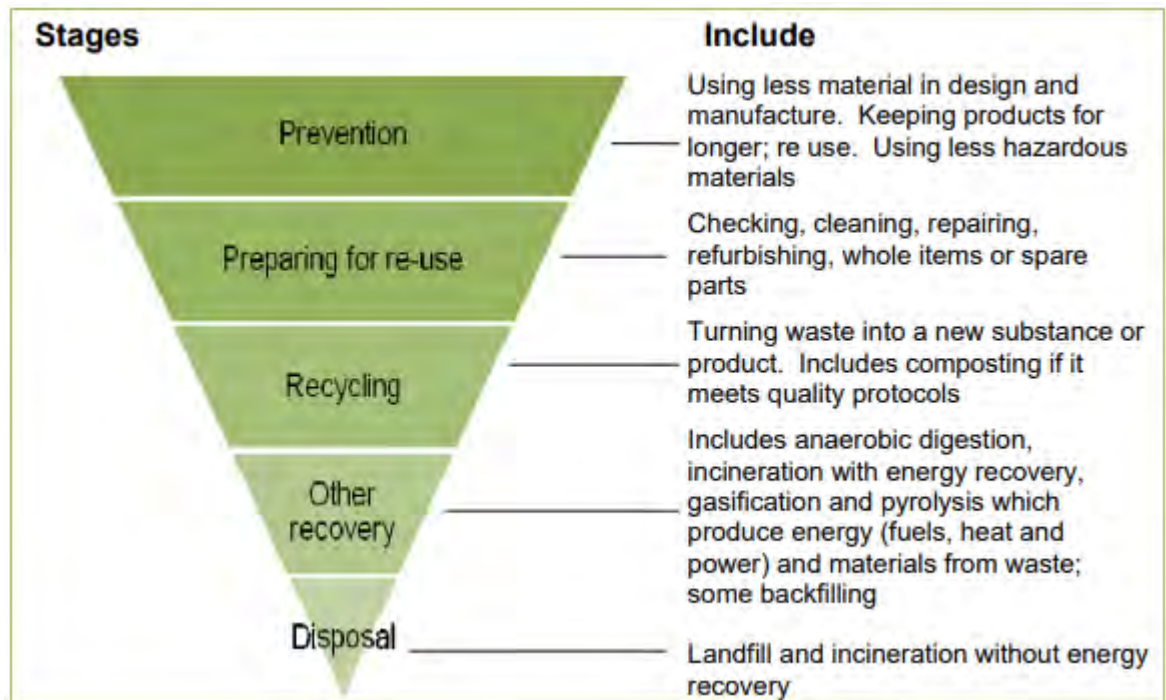 Stages
Include
Prevention
Using less material in design and
manufacture.  Keeping products for
longer; re use.  Using less hazardous
materials
Preparing for re-use
Checking, cleaning, repairing,
refurbishing, whole items or spare
parts
Recycling
Turning waste into a new substance or
product.  Includes composting if it
meets quality protocols
Other
recovery
Includes anaerobic digestion,
incineration with energy recovery,
gasification and pyrolysis which
produce energy (fuels, heat and
power) and materials from waste;
some backfilling
Disposal
Landfill and incineration without energy
recovery